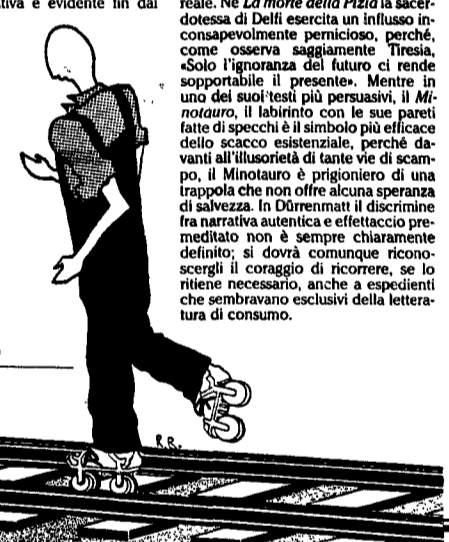 tiva è evidente fin dal
reale. Ne La morte della Pizia la sacer-
dotessa di Delfi esercita un influsso in-
consapevolmente pernicioso, perché,
come osserva saggiamente Tiresia,
«Solo l'ignoranza del futuro ci rende
sopportabile il presente». Mentre in
uno dei suoi testi più persuasivi, il Mi-
notauro, il labirinto con le sue pareti
fatte di specchi è il simbolo più efficace
dello scacco esistenziale, perché da-
vanti all'illusorietà di tante vie di scam-
po, il Minotauro è prigioniero di una
trappola che non offre alcuna speranza
di salvezza. In Dürrenmatt il discrimine
fra narrativa autentica e effettaccio pre-
meditato non è sempre chiaramente
definito; si dovrà comunque ricono-
scergli il coraggio di ricorrere, se lo
ritiene necessario, anche a espedienti
che sembravano esclusivi della lettera-
tura di consumo.
R.R.